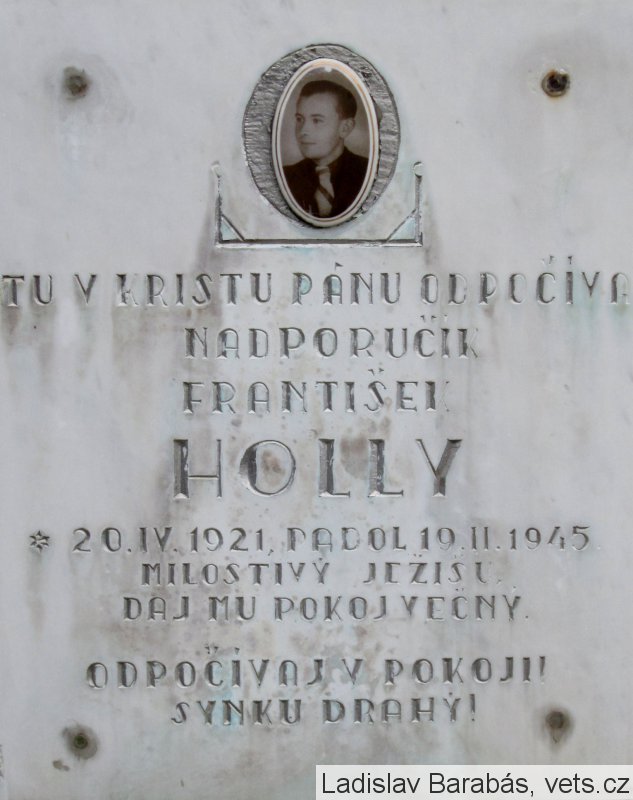 TU V KRISTU PÁNU ODPOČÍVA
NADPORUČÍK
FRANTIŠEK
HOLLY
* 20.IV.1921, PADOL 19.II.1945.
MILOSTIVÝ JEŽIŠU,
DAJ MU POKOJ VEČNÝ.
ODPOČÍVAJ V POKOJI!
SYNKU DRAHÝ!
Ladislav Barabás, vets.cz